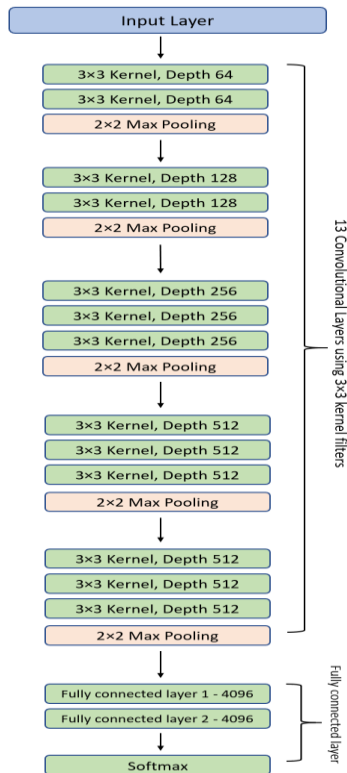 Input Layer
3×3 Kernel, Depth 64
3×3 Kernel, Depth 64
2×2 Max Pooling
3×3 Kernel, Depth 128
3×3 Kernel, Depth 128
2×2 Max Pooling
3×3 Kernel, Depth 256
3×3 Kernel, Depth 256
3×3 Kernel, Depth 256
2×2 Max Pooling
3×3 Kernel, Depth 512
3×3 Kernel, Depth 512
3×3 Kernel, Depth 512
2×2 Max Pooling
3×3 Kernel, Depth 512
3×3 Kernel, Depth 512
3×3 Kernel, Depth 512
2×2 Max Pooling
13 Convolutional Layers using 3x3 kernel filters
Fully connected layer 1 - 4096
Fully connected layer 2 - 4096
Softmax
Fully connected layer